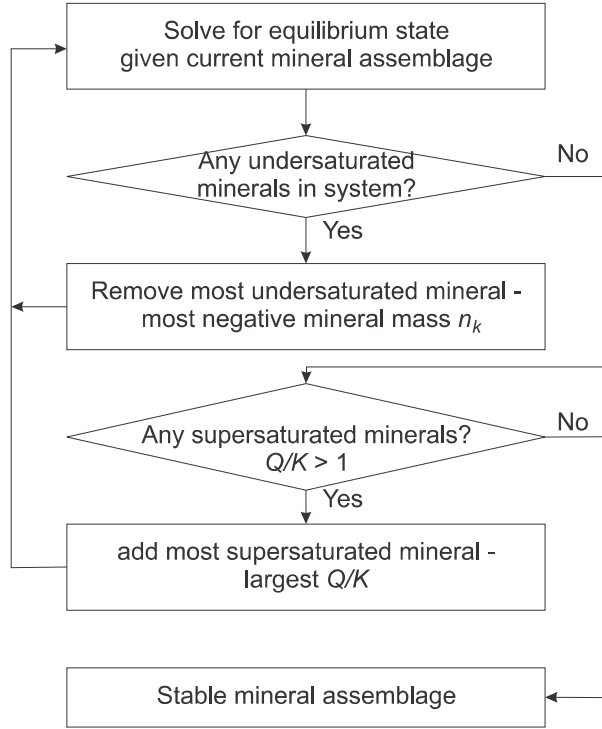 Solve for equilibrium state
given current mineral assemblage
Any undersaturated
minerals in system?
No
Yes
Remove most undersaturated mineral -
most negative mineral mass n_k
Any supersaturated minerals?
Q/K > 1
No
Yes
add most supersaturated mineral -
largest Q/K
Stable mineral assemblage